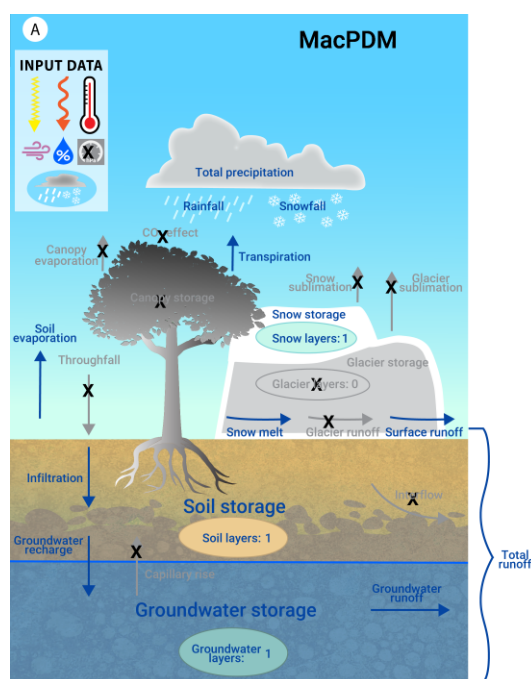 A
MacPDM
INPUT DATA
%
X
Total precipitation
Rainfall
Snowfall
CO₂ effect
X
Canopy
evaporation
X
Transpiration
Snow
sublimation
X
Glacier
sublimation
X
Canopy storage
X
Snow storage
Snow layers: 1
Soil
evaporation
Throughfall
X
Glacier storage
Glacier layers: 0
X
Snow melt
Glacier runoff
X
Surface runoff
Infiltration
Soil storage
Interflow
X
Soil layers: 1
Groundwater
recharge
X
Capillary rise
Total
runoff
Groundwater storage
Groundwater
runoff
Groundwater
layers: 1